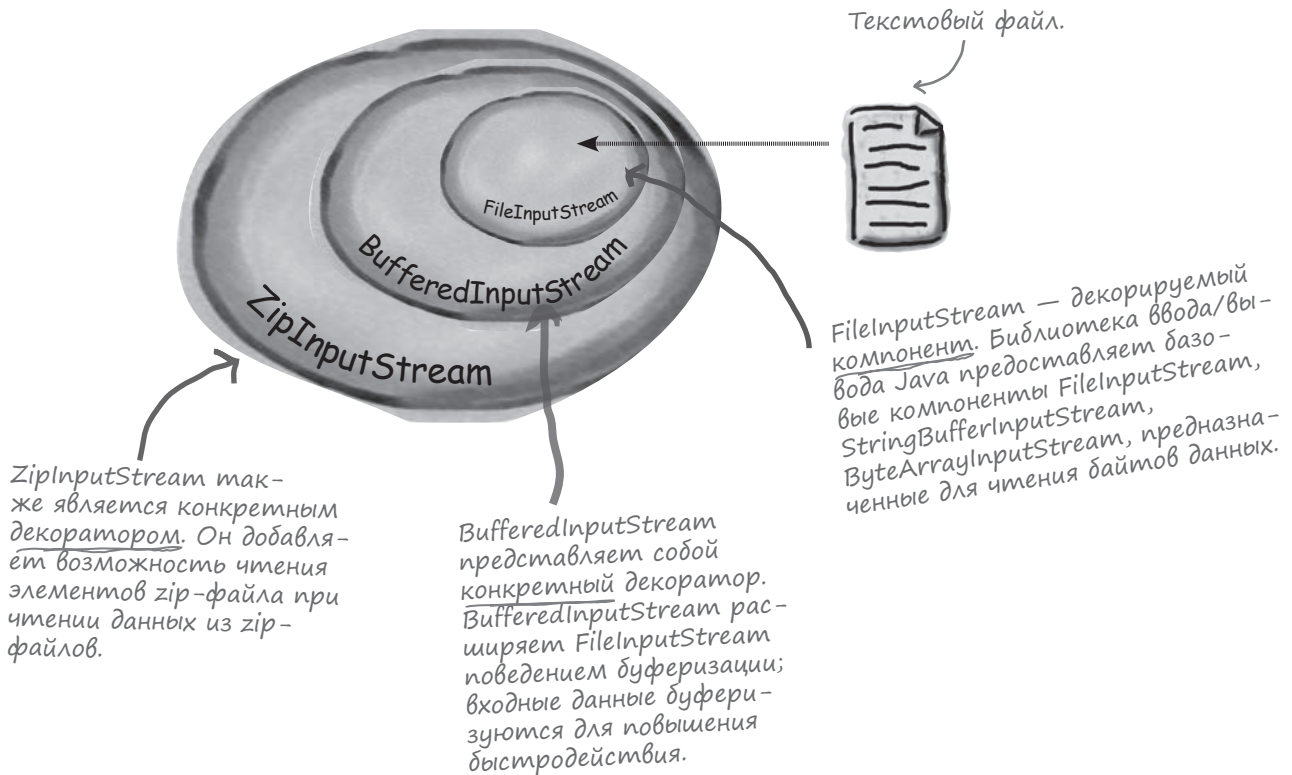 Текстовый файл.
FileInputStream
BufferedInputStream
ZipInputStream
FileInputStream — декорируемый
компонент. Библиотека ввода/вы-
вода Java предоставляет базо-
вые компоненты FileInputStream,
StringBufferInputStream,
ByteArrayInputStream, предназна-
ченные для чтения байтов данных.
ZipInputStream так-
же является конкретным
декоратором. Он добавля-
ет возможность чтения
элементов zip-файла при
чтении данных из zip-
файлов.
BufferedInputStream
представляет собой
конкретный декоратор.
BufferedInputStream рас-
ширяет FileInputStream
поведением буферизации;
входные данные буфери-
зуются для повышения
быстродействия.